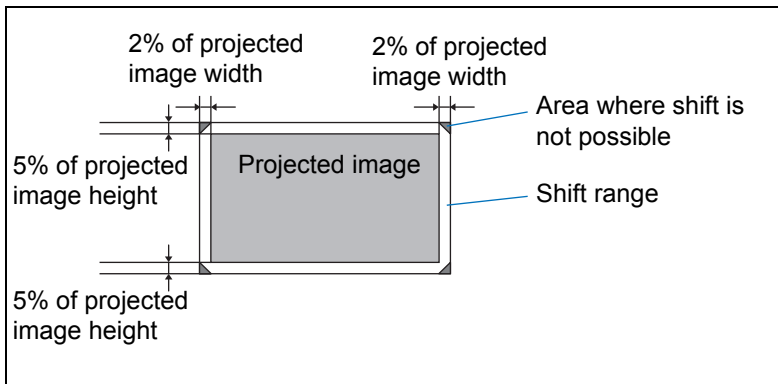 2% of projected
image width
2% of projected
image width
Area where shift is
not possible
5% of projected
image height
Projected image
Shift range
5% of projected
image height